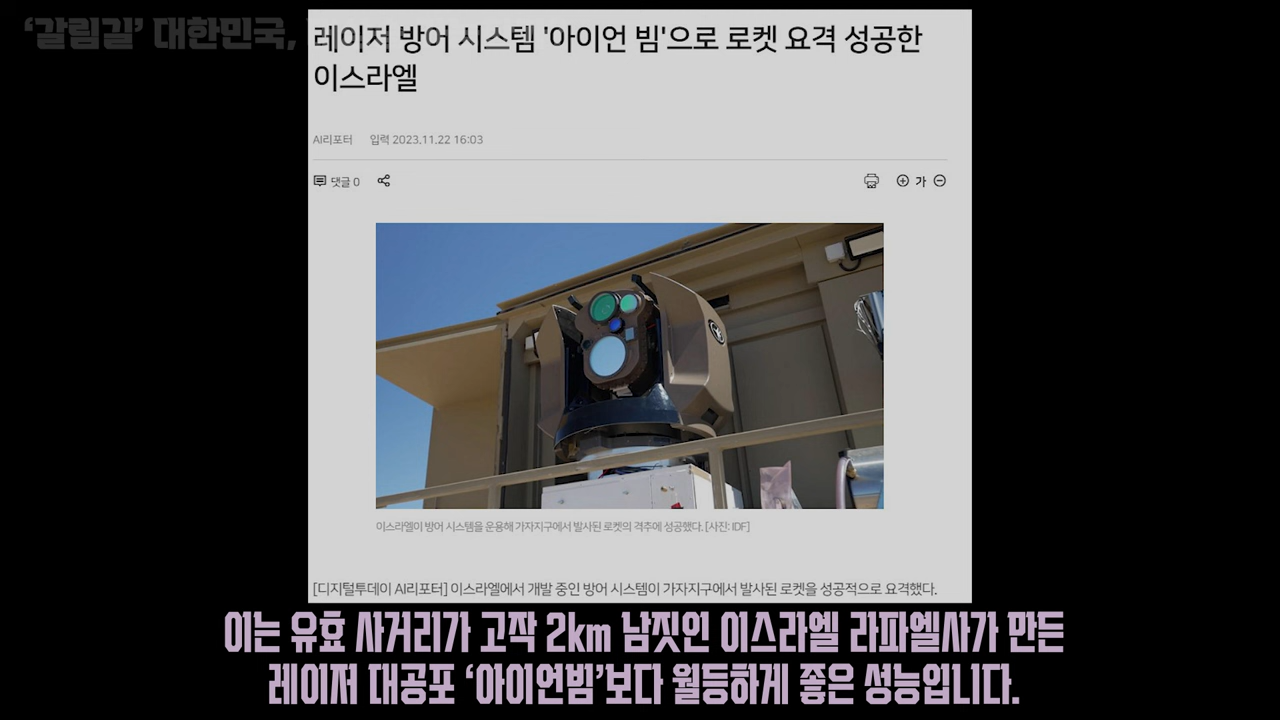 ‘갈림길’ 대한민국,
레이저 방어 시스템 '아이언 빔'으로 로켓 요격 성공한
이스라엘
AI리포터 입력 2023.11.22 16:03
댓글 0 가
이스라엘이 방어 시스템을 운용해 가자지구에서 발사된 로켓의 격추에 성공했다. [사진: IDF]
[디지털투데이 AI리포터] 이스라엘에서 개발 중인 방어 시스템이 가자지구에서 발사된 로켓을 성공적으로 요격했다.
이는 유효 사거리가 고작 2km 남짓인 이스라엘 라파엘사가 만든
레이저 대공포 ‘아이언빔’보다 월등하게 좋은 성능입니다.